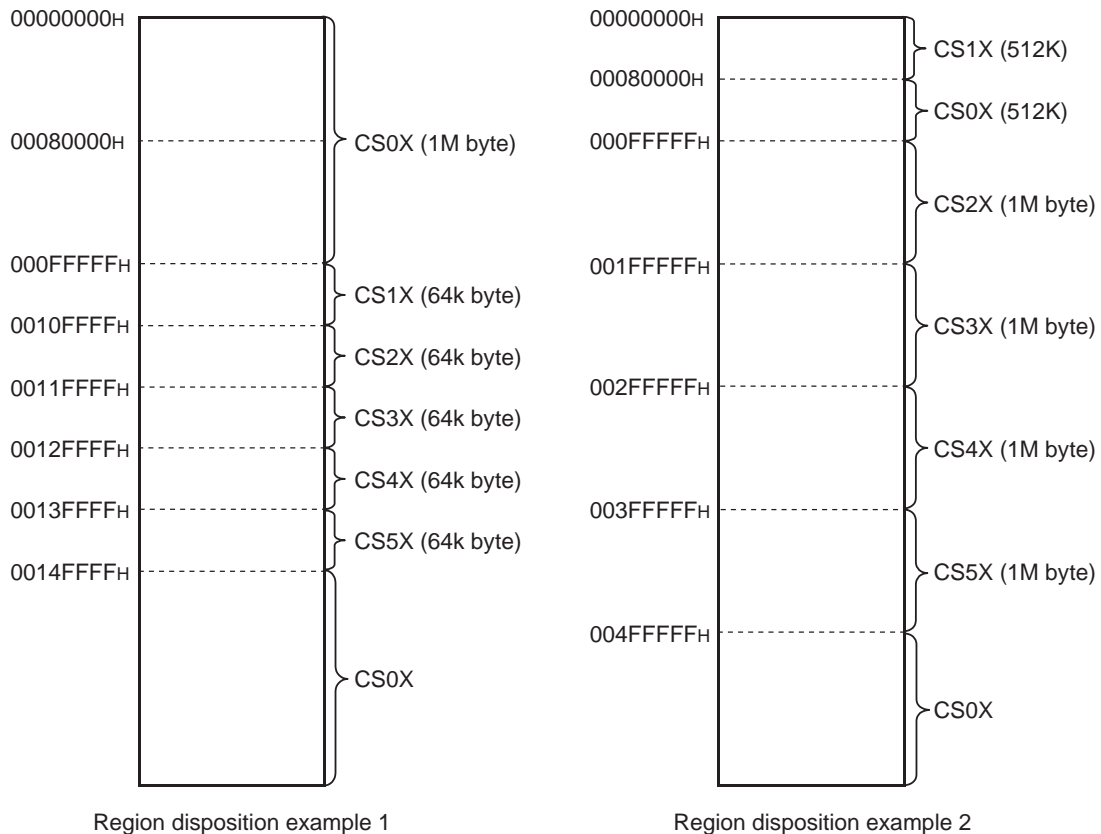 00000000H
00080000H
CS0X (1M byte)
000FFFFFH
CS1X (64k byte)
0010FFFFH
CS2X (64k byte)
0011FFFFH
CS3X (64k byte)
0012FFFFH
CS4X (64k byte)
0013FFFFH
CS5X (64k byte)
0014FFFFH
CS0X
Region disposition example 1
00000000H
CS1X (512K)
00080000H
CS0X (512K)
000FFFFFH
CS2X (1M byte)
001FFFFFH
CS3X (1M byte)
002FFFFFH
CS4X (1M byte)
003FFFFFH
CS5X (1M byte)
004FFFFFH
CS0X
Region disposition example 2